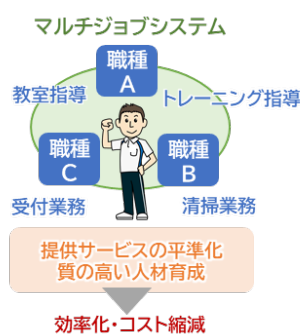 マルチジョブシステム
職種
A
教室指導
トレーニング指導
職種
C
職種
B
受付業務
清掃業務
提供サービスの平準化
質の高い人材育成
効率化・コスト縮減